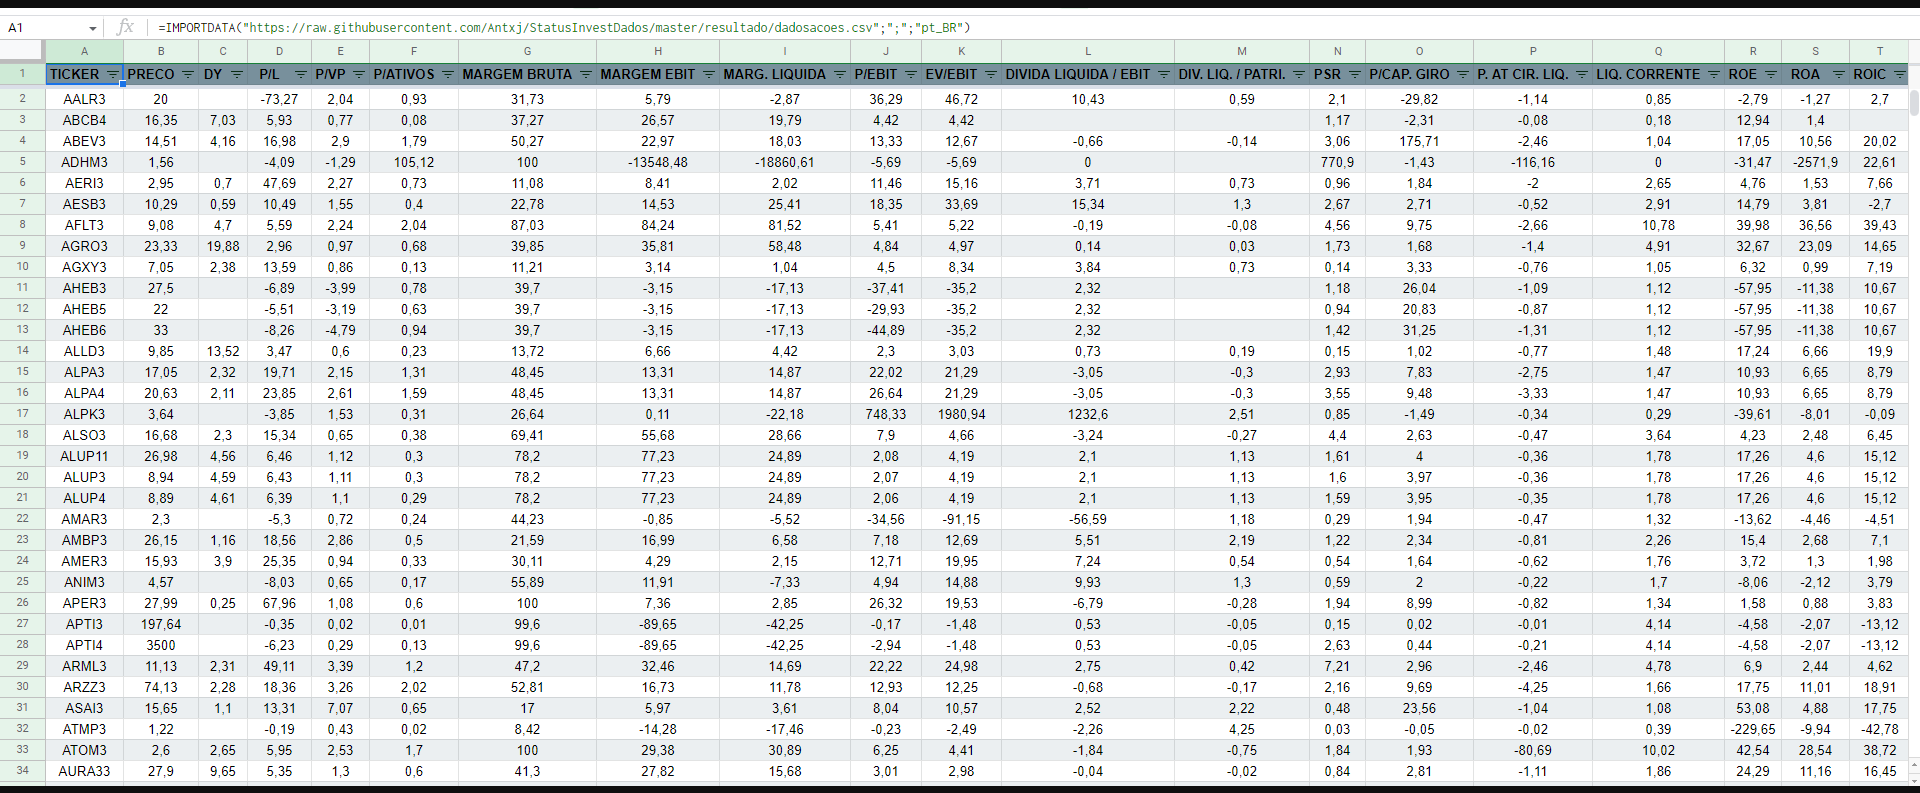 A1 fx =IMPORTDATA("https://raw.githubusercontent.com/Antxj/StatusInvestDados/master/resultado/dadosacoes.csv";";";"pt_BR")
A B C D E F G H I J K L M N O P Q R S T
1 TICKER PRECO DY P/L P/VP P/ATIVOS MARGEM BRUTA MARGEM EBIT MARG. LIQUIDA P/EBIT EV/EBIT DIVIDA LIQUIDA / EBIT DIV. LIQ. / PATRI. PSR P/CAP. GIRO P. AT CIR. LIQ. LIQ. CORRENTE ROE ROA ROIC
2 AALR3 20 -73,27 2,04 0,93 31,73 5,79 -2,87 36,29 46,72 10,43 0,59 2,1 -29,82 -1,14 0,85 -2,79 -1,27 2,7
3 ABCB4 16,35 7,03 5,93 0,77 0,08 37,27 26,57 19,79 4,42 4,42 1,17 -2,31 -0,08 0,18 12,94 1,4
4 ABEV3 14,51 4,16 16,98 2,9 1,79 50,27 22,97 18,03 13,33 12,67 -0,66 -0,14 3,06 175,71 -2,46 1,04 17,05 10,56 20,02
5 ADHM3 1,56 -4,09 -1,29 105,12 100 -13548,48 -18860,61 -5,69 -5,69 0 770,9 -1,43 -116,16 0 -31,47 -2571,9 22,61
6 AERI3 2,95 0,7 47,69 2,27 0,73 11,08 8,41 2,02 11,46 15,16 3,71 0,73 0,96 1,84 -2 2,65 4,76 1,53 7,66
7 AESB3 10,29 0,59 10,49 1,55 0,4 22,78 14,53 25,41 18,35 33,69 15,34 1,3 2,67 2,71 -0,52 2,91 14,79 3,81 -2,7
8 AFLT3 9,08 4,7 5,59 2,24 2,04 87,03 84,24 81,52 5,41 5,22 -0,19 -0,08 4,56 9,75 -2,66 10,78 39,98 36,56 39,43
9 AGRO3 23,33 19,88 2,96 0,97 0,68 39,85 35,81 58,48 4,84 4,97 0,14 0,03 1,73 1,68 -1,4 4,91 32,67 23,09 14,65
10 AGXY3 7,05 2,38 13,59 0,86 0,13 11,21 3,14 1,04 4,5 8,34 3,84 0,73 0,14 3,33 -0,76 1,05 6,32 0,99 7,19
11 AHEB3 27,5 -6,89 -3,99 0,78 39,7 -3,15 -17,13 -37,41 -35,2 2,32 1,18 26,04 -1,09 1,12 -57,95 -11,38 10,67
12 AHEB5 22 -5,51 -3,19 0,63 39,7 -3,15 -17,13 -29,93 -35,2 2,32 0,94 20,83 -0,87 1,12 -57,95 -11,38 10,67
13 AHEB6 33 -8,26 -4,79 0,94 39,7 -3,15 -17,13 -44,89 -35,2 2,32 1,42 31,25 -1,31 1,12 -57,95 -11,38 10,67
14 ALLD3 9,85 13,52 3,47 0,6 0,23 13,72 6,66 4,42 2,3 3,03 0,73 0,19 0,15 1,02 -0,77 1,48 17,24 6,66 19,9
15 ALPA3 17,05 2,32 19,71 2,15 1,31 48,45 13,31 14,87 22,02 21,29 -3,05 -0,3 2,93 7,83 -2,75 1,47 10,93 6,65 8,79
16 ALPA4 20,63 2,11 23,85 2,61 1,59 48,45 13,31 14,87 26,64 21,29 -3,05 -0,3 3,55 9,48 -3,33 1,47 10,93 6,65 8,79
17 ALPK3 3,64 -3,85 1,53 0,31 26,64 0,11 -22,18 748,33 1980,94 1232,6 2,51 0,85 -1,49 -0,34 0,29 -39,61 -8,01 -0,09
18 ALSO3 16,68 2,3 15,34 0,65 0,38 69,41 55,68 28,66 7,9 4,66 -3,24 -0,27 4,4 2,63 -0,47 3,64 4,23 2,48 6,45
19 ALUP11 26,98 4,56 6,46 1,12 0,3 78,2 77,23 24,89 2,08 4,19 2,1 1,13 1,61 4 -0,36 1,78 17,26 4,6 15,12
20 ALUP3 8,94 4,59 6,43 1,11 0,3 78,2 77,23 24,89 2,07 4,19 2,1 1,13 1,6 3,97 -0,36 1,78 17,26 4,6 15,12
21 ALUP4 8,89 4,61 6,39 1,1 0,29 78,2 77,23 24,89 2,06 4,19 2,1 1,13 1,59 3,95 -0,35 1,78 17,26 4,6 15,12
22 AMAR3 2,3 -5,3 0,72 0,24 44,23 -0,85 -5,52 -34,56 -91,15 -56,59 1,18 0,29 1,94 -0,47 1,32 -13,62 -4,46 -4,51
23 AMBP3 26,15 1,16 18,56 2,86 0,5 21,59 16,99 6,58 7,18 12,69 5,51 2,19 1,22 2,34 -0,81 2,26 15,4 2,68 7,1
24 AMER3 15,93 3,9 25,35 0,94 0,33 30,11 4,29 2,15 12,71 19,95 7,24 0,54 0,54 1,64 -0,62 1,76 3,72 1,3 1,98
25 ANIM3 4,57 -8,03 0,65 0,17 55,89 11,91 -7,33 4,94 14,88 9,93 1,3 0,59 2 -0,22 1,7 -8,06 -2,12 3,79
26 APER3 27,99 0,25 67,96 1,08 0,6 100 7,36 2,85 26,32 19,53 -6,79 -0,28 1,94 8,99 -0,82 1,34 1,58 0,88 3,83
27 APTI3 197,64 -0,35 0,02 0,01 99,6 -89,65 -42,25 -0,17 -1,48 0,53 -0,05 0,15 0,02 -0,01 4,14 -4,58 -2,07 -13,12
28 APTI4 3500 -6,23 0,29 0,13 99,6 -89,65 -42,25 -2,94 -1,48 0,53 -0,05 2,63 0,44 -0,21 4,14 -4,58 -2,07 -13,12
29 ARML3 11,13 2,31 49,11 3,39 1,2 47,2 32,46 14,69 22,22 24,98 2,75 0,42 7,21 2,96 -2,46 4,78 6,9 2,44 4,62
30 ARZZ3 74,13 2,28 18,36 3,26 2,02 52,81 16,73 11,78 12,93 12,25 -0,68 -0,17 2,16 9,69 -4,25 1,66 17,75 11,01 18,91
31 ASAI3 15,65 1,1 13,31 7,07 0,65 17 5,97 3,61 8,04 10,57 2,52 2,22 0,48 23,56 -1,04 1,08 53,08 4,88 17,75
32 ATMP3 1,22 -0,19 0,43 0,02 8,42 -14,28 -17,46 -0,23 -2,49 -2,26 4,25 0,03 -0,05 -0,02 0,39 -229,65 -9,94 -42,78
33 ATOM3 2,6 2,65 5,95 2,53 1,7 100 29,38 30,89 6,25 4,41 -1,84 -0,75 1,84 1,93 -80,69 10,02 42,54 28,54 38,72
34 AURA33 27,9 9,65 5,35 1,3 0,6 41,3 27,82 15,68 3,01 2,98 -0,04 -0,02 0,84 2,81 -1,11 1,86 24,29 11,16 16,45